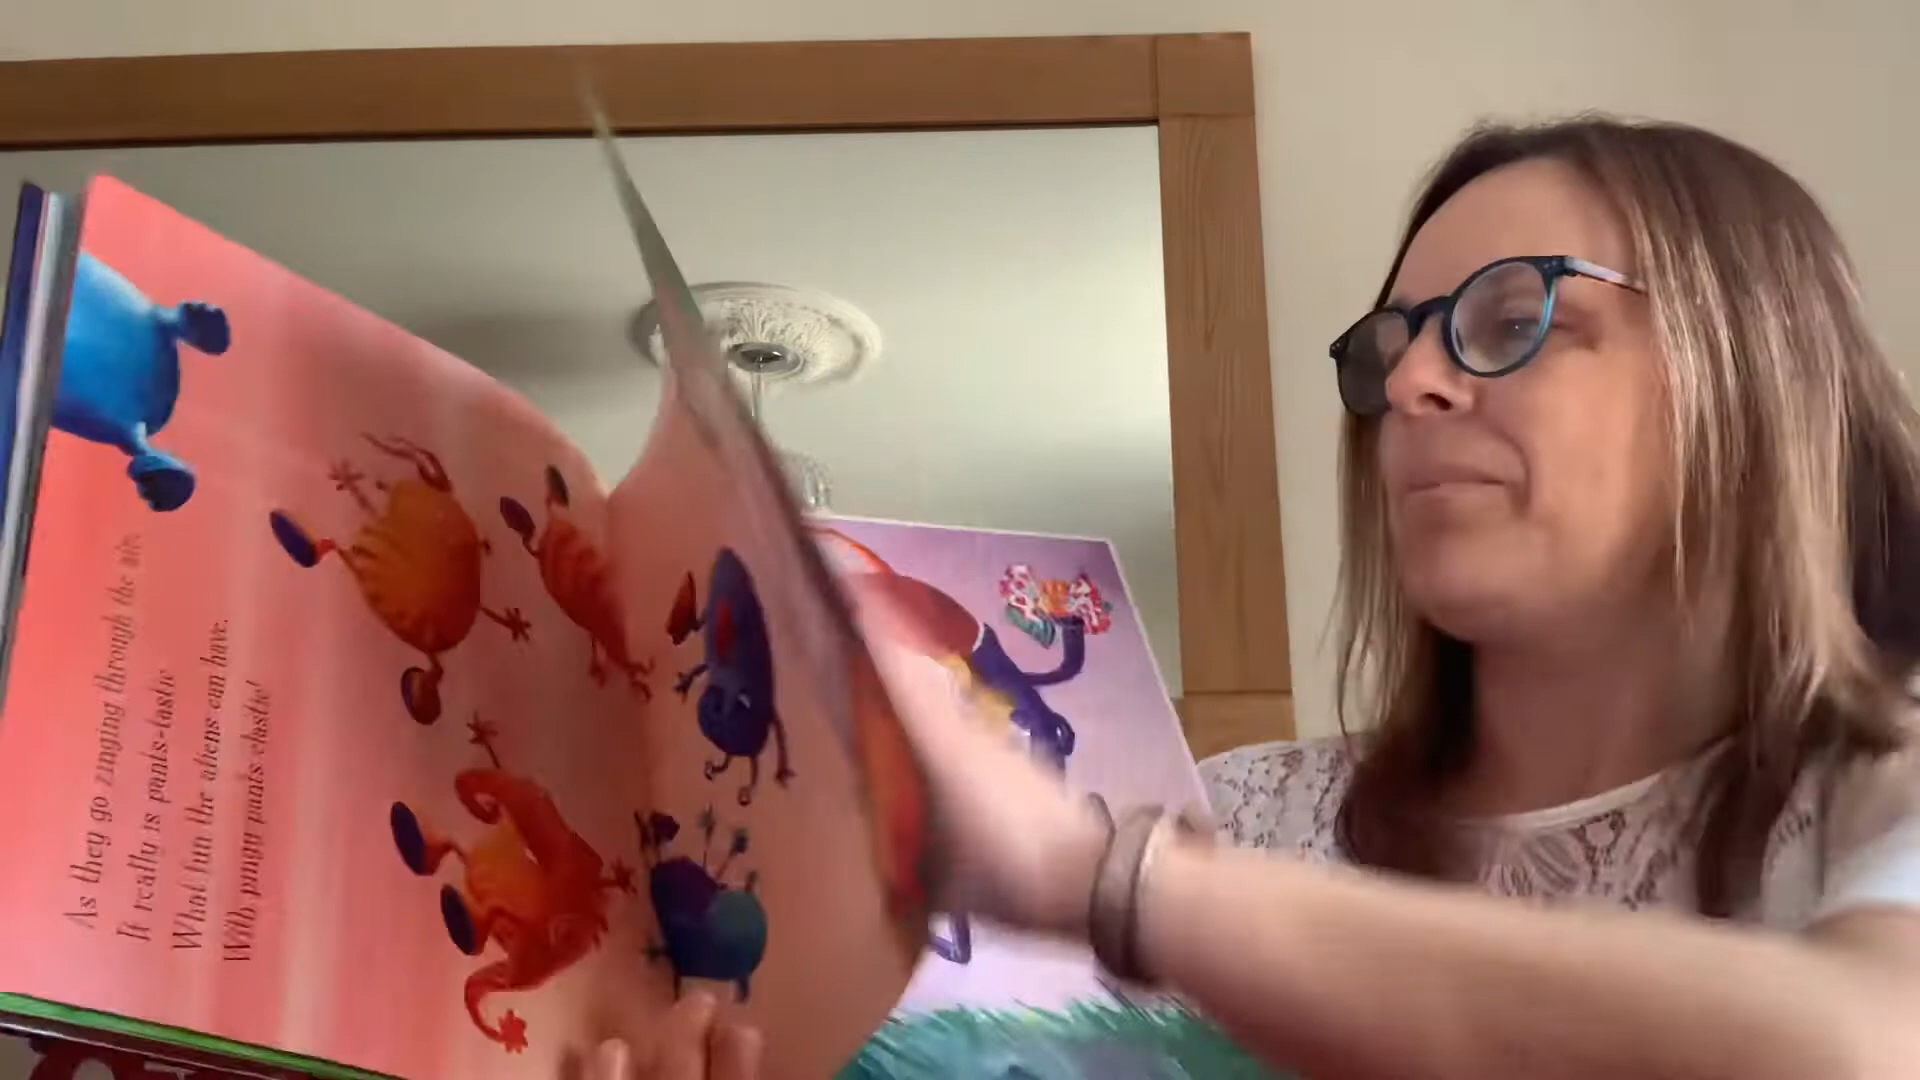 As they go zinging through the air.
It really is pants-tastic
What fun the aliens can have,
With pingy pants elastic!